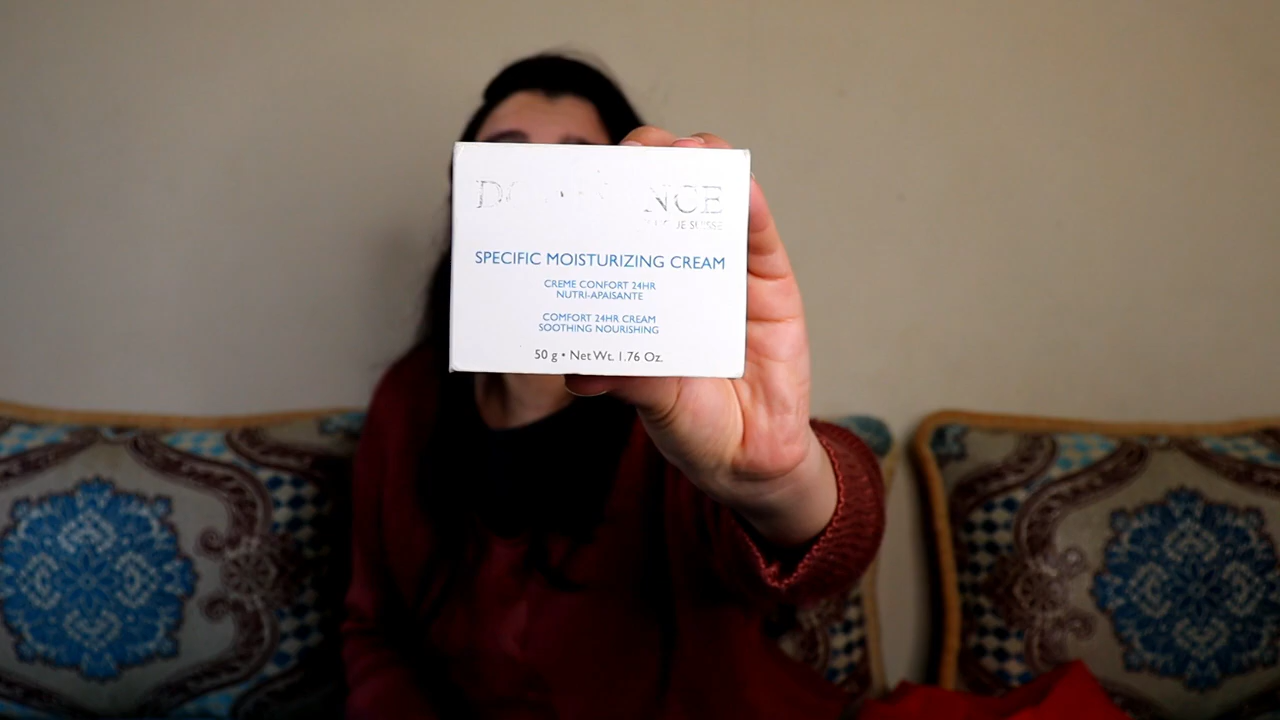 SPECIFIC MOISTURIZING CREAM
CREME CONFORT 24HR
NUTRI-APAISANTE
COMFORT 24HR CREAM
SOOTHING NOURISHING
50 g • Net Wt. 1.76 Oz.